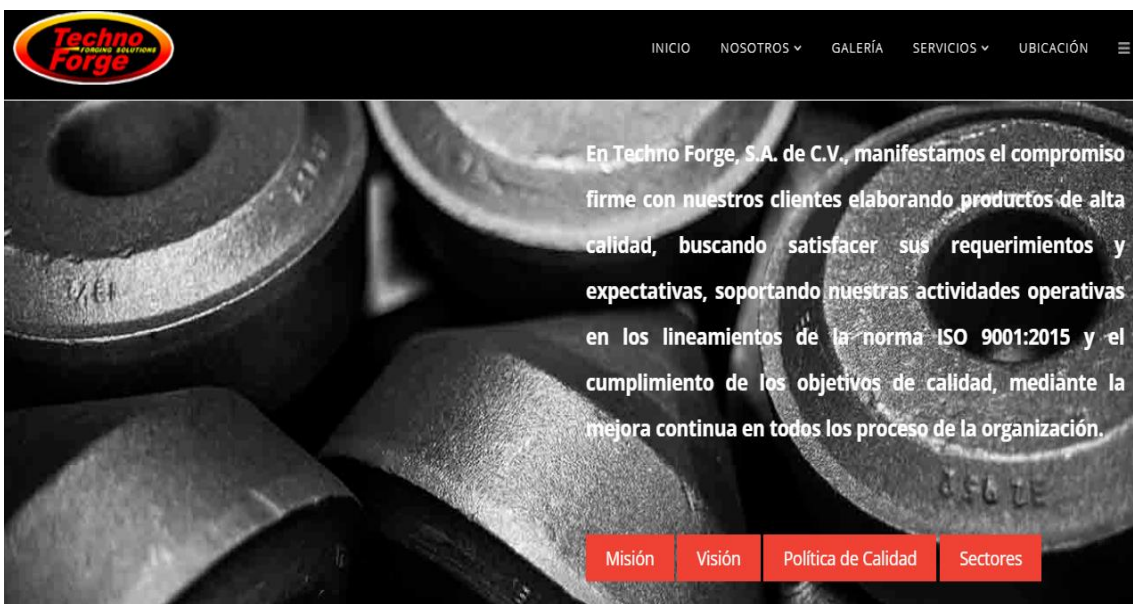 Techno
FORGING SOLUTIONS
Forge
INICIO NOSOTROS GALERÍA SERVICIOS UBICACIÓN
En Techno Forge, S.A. de C.V., manifestamos el compromiso
firme con nuestros clientes elaborando productos de alta
calidad, buscando satisfacer sus requerimientos y
expectativas, soportando nuestras actividades operativas
en los lineamientos de la norma ISO 9001:2015 y el
cumplimiento de los objetivos de calidad, mediante la
mejora continua en todos los proceso de la organización.
Misión Visión Política de Calidad Sectores